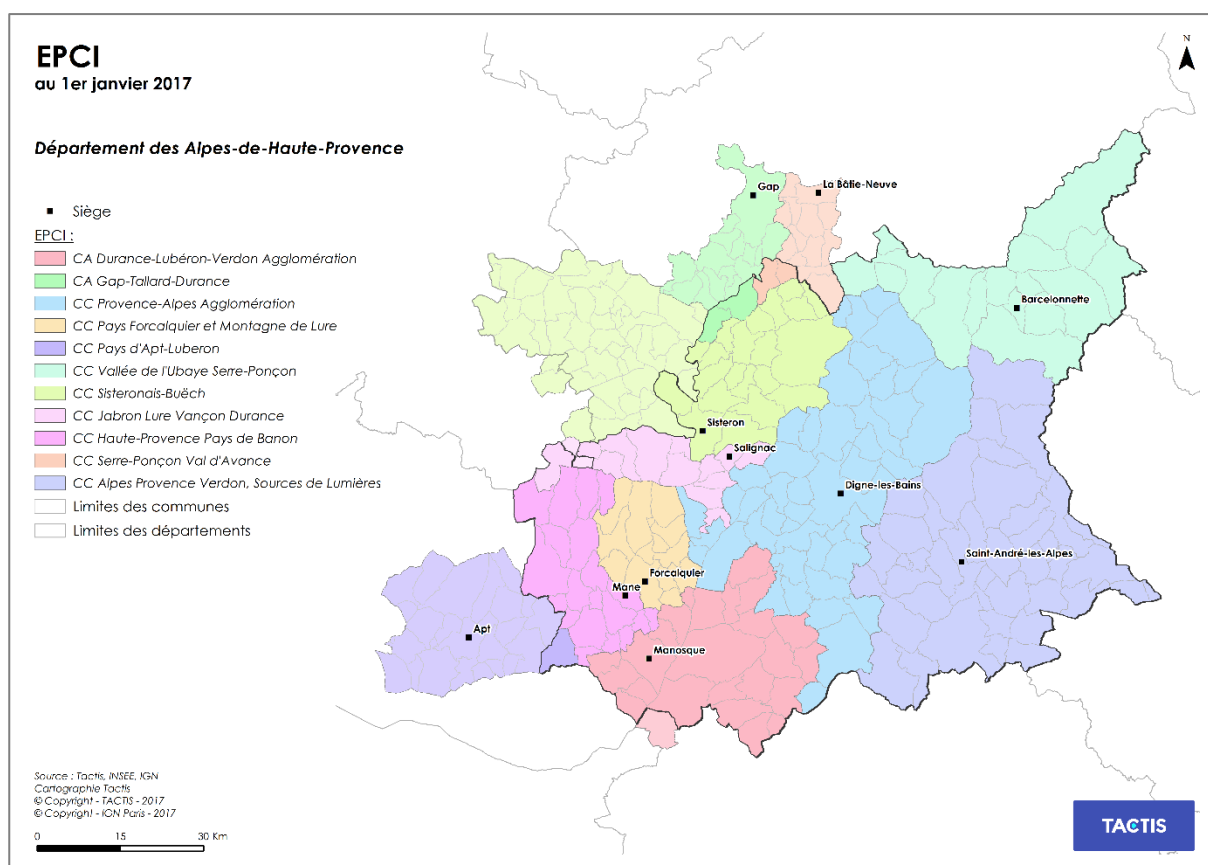 EPCI
au 1er janvier 2017
Département des Alpes-de-Haute-Provence
Siège
EPCI :
CA Durance-Lubéron-Verdon Agglomération
CA Gap-Tallard-Durance
CC Provence-Alpes Agglomération
CC Pays Forcalquier et Montagne de Lure
CC Pays d'Apt-Luberon
CC Vallée de l'Ubaye Serre-Ponçon
CC Sisteronais-Buëch
CC Jabron Lure Vançon Durance
CC Haute-Provence Pays de Banon
CC Serre-Ponçon Val d'Avance
CC Alpes Provence Verdon, Sources de Lumières
Limites des communes
Limites des départements
N
Gap
La Bâtie-Neuve
Barcelonnette
Sisteron
Salignac
Digne-les-Bains
Saint-André-les-Alpes
Forcalquier
Mane
Apt
Manosque
Source : Tactis, INSEE, IGN
Cartographie Tactis
© Copyright - TACTIS - 2017
© Copyright - IGN Paris - 2017
0 15 30 Km
TACTIS